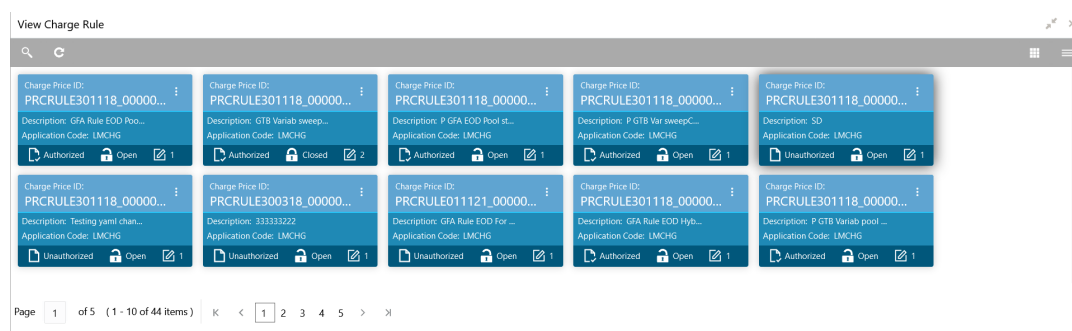 View Charge Rule
Charge Price ID: Charge Price ID: Charge Price ID: Charge Price ID: Charge Price ID:
PRCRULE301118_00000... PRCRULE301118_00000... PRCRULE301118_00000... PRCRULE301118_00000... PRCRULE301118_00000...
Description: GFA Rule EOD Poo... Description: GTB Variab sweep... Description: P GFA EOD Pool st... Description: P GTB Var sweepC... Description: SD
Application Code: LMCHG Application Code: LMCHG Application Code: LMCHG Application Code: LMCHG Application Code: LMCHG
Authorized Open 1 Authorized Closed 2 Authorized Open 1 Authorized Open 1 Unauthorized Open 1
Charge Price ID: Charge Price ID: Charge Price ID: Charge Price ID: Charge Price ID:
PRCRULE301118_00000... PRCRULE300318_00000... PRCRULE011121_00000... PRCRULE301118_00000... PRCRULE301118_00000...
Description: Testing yaml chan... Description: 333333222 Description: GFA Rule EOD For ... Description: GFA Rule EOD Hyb... Description: P GTB Variab pool ...
Application Code: LMCHG Application Code: LMCHG Application Code: LMCHG Application Code: LMCHG Application Code: LMCHG
Unauthorized Open 1 Unauthorized Open 1 Unauthorized Open 1 Authorized Open 1 Authorized Open 1
Page 1 of 5 ( 1 - 10 of 44 items ) 1 2 3 4 5